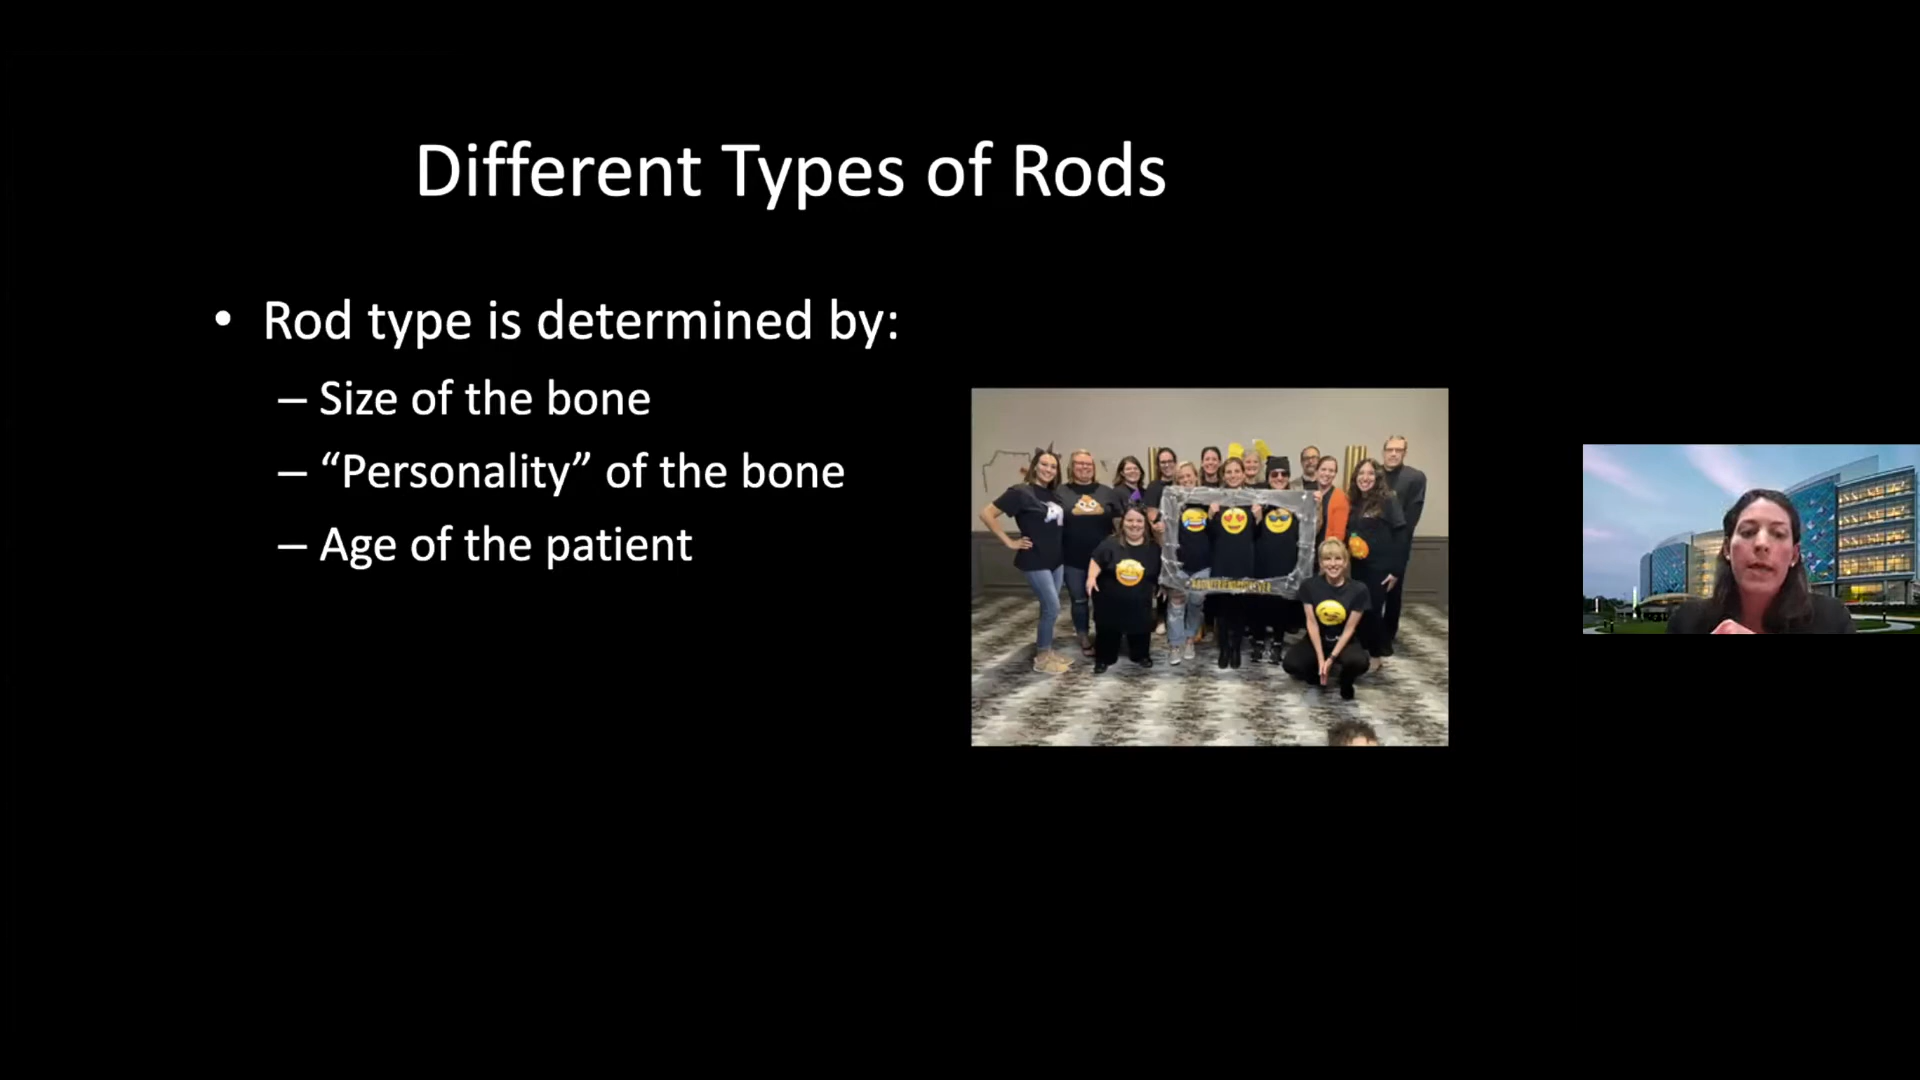 Different Types of Rods
• Rod type is determined by:
– Size of the bone
– “Personality” of the bone
– Age of the patient